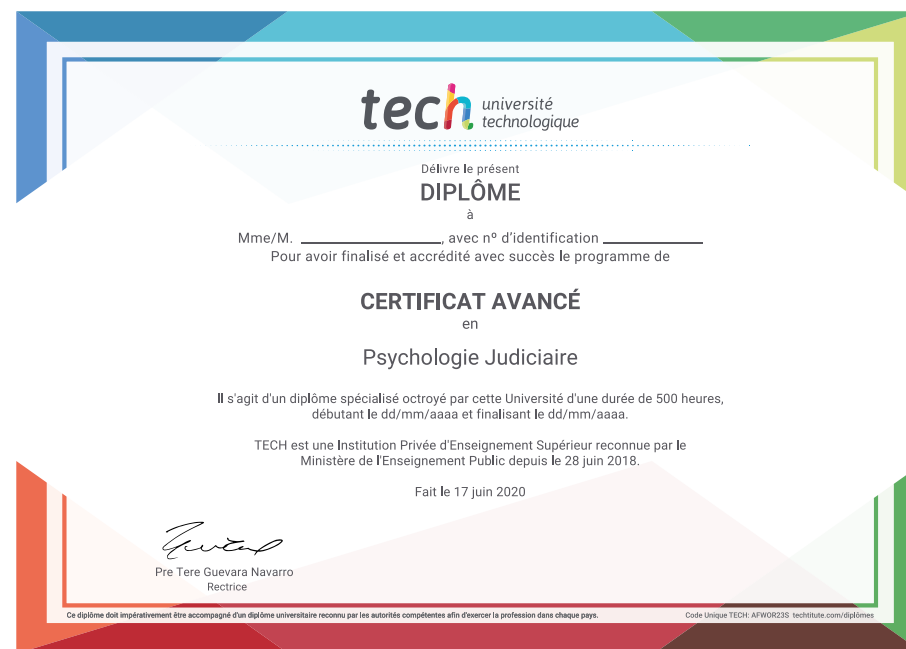 tech université
technologique
Délivre le présent
DIPLÔME
à
Mme/M. ____________________, avec nº d'identification ______________
Pour avoir finalisé et accrédité avec succès le programme de
CERTIFICAT AVANCÉ
en
Psychologie Judiciaire
Il s'agit d'un diplôme spécialisé octroyé par cette Université d'une durée de 500 heures,
débutant le dd/mm/aaaa et finalisant le dd/mm/aaaa.
TECH est une Institution Privée d'Enseignement Supérieur reconnue par le
Ministère de l'Enseignement Public depuis le 28 juin 2018.
Fait le 17 juin 2020
Pre Tere Guevara Navarro
Rectrice
Ce diplôme doit impérativement être accompagné d'un diplôme universitaire reconnu par les autorités compétentes afin d'exercer la profession dans chaque pays.
Code Unique TECH: AFWOR23S techtitute.com/diplômes